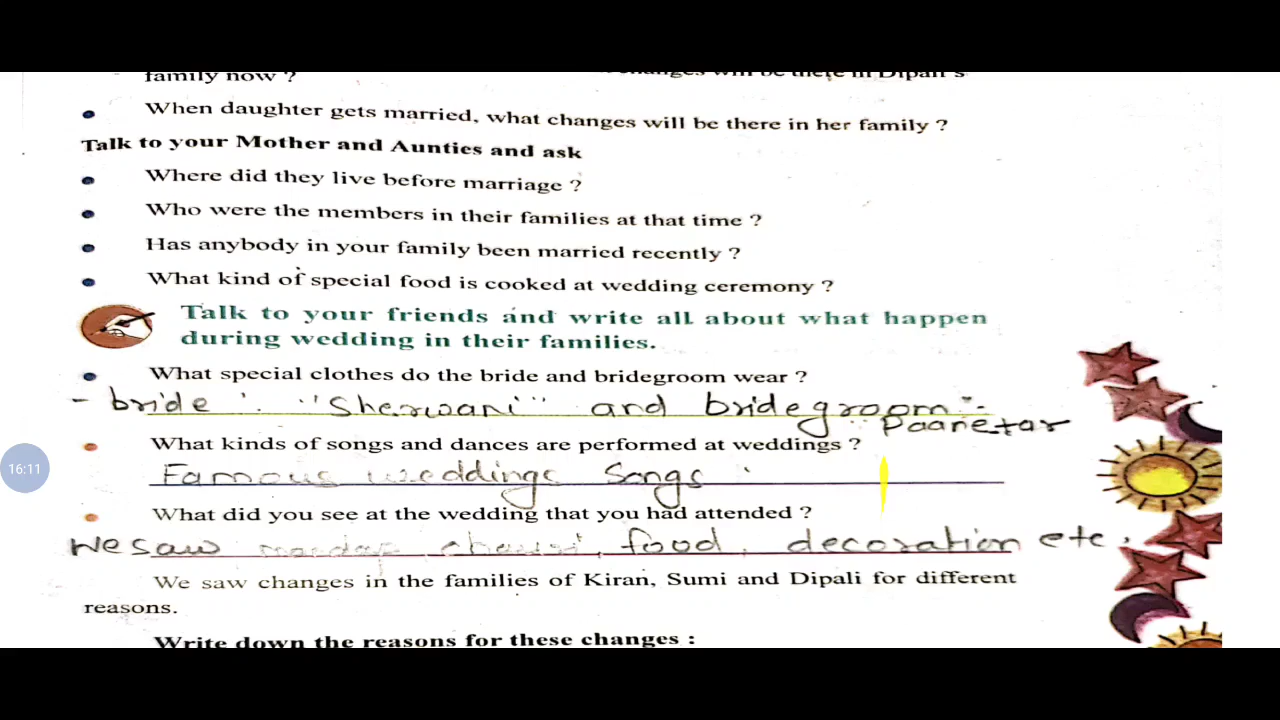 family now ?
When daughter gets married, what changes will be there in her family ?
Talk to your Mother and Aunties and ask
Where did they live before marriage ?
Who were the members in their families at that time ?
Has anybody in your family been married recently ?
What kind of special food is cooked at wedding ceremony ?
Talk to your friends and write all about what happen
during wedding in their families.
What special clothes do the bride and bridegroom wear ?
- bride : "Sherwani" and bridegroom :-
Paanetar
What kinds of songs and dances are performed at weddings ?
Famous weddings Songs
16:11
What did you see at the wedding that you had attended ?
We saw food, decoration etc.
We saw changes in the families of Kiran, Sumi and Dipali for different
reasons.
Write down the reasons for these changes :